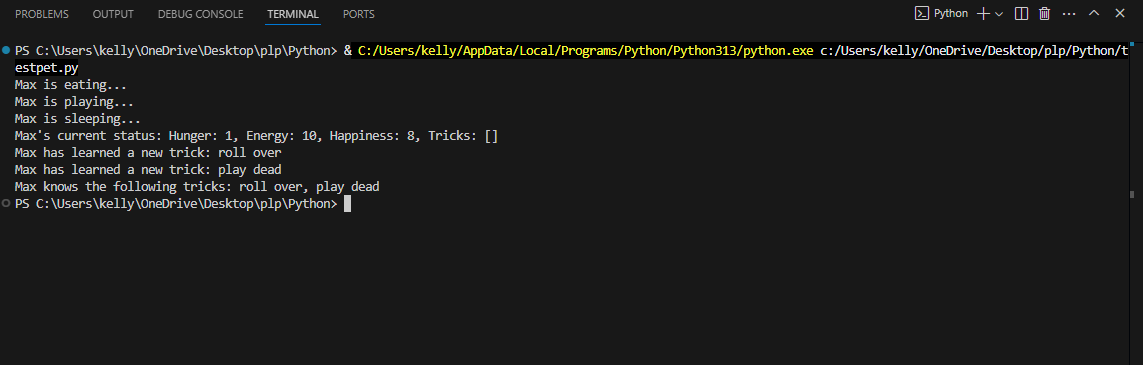 PROBLEMS OUTPUT DEBUG CONSOLE TERMINAL PORTS Python
PS C:\Users\kelly\OneDrive\Desktop\plp\Python> & C:/Users/kelly/AppData/Local/Programs/Python/Python313/python.exe c:/Users/kelly/OneDrive/Desktop/plp/Python/t
estpet.py
Max is eating...
Max is playing...
Max is sleeping...
Max's current status: Hunger: 1, Energy: 10, Happiness: 8, Tricks: []
Max has learned a new trick: roll over
Max has learned a new trick: play dead
Max knows the following tricks: roll over, play dead
PS C:\Users\kelly\OneDrive\Desktop\plp\Python>